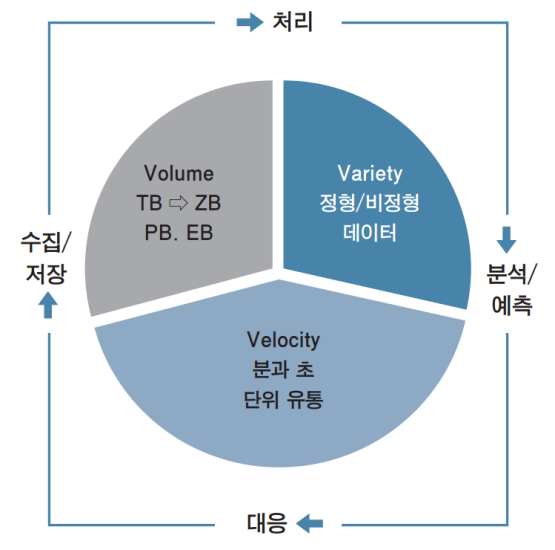 처리
Volume
TB ⇨ ZB
PB. EB
Variety
정형/비정형
데이터
수집/
저장
분석/
예측
Velocity
분과 초
단위 유통
대응